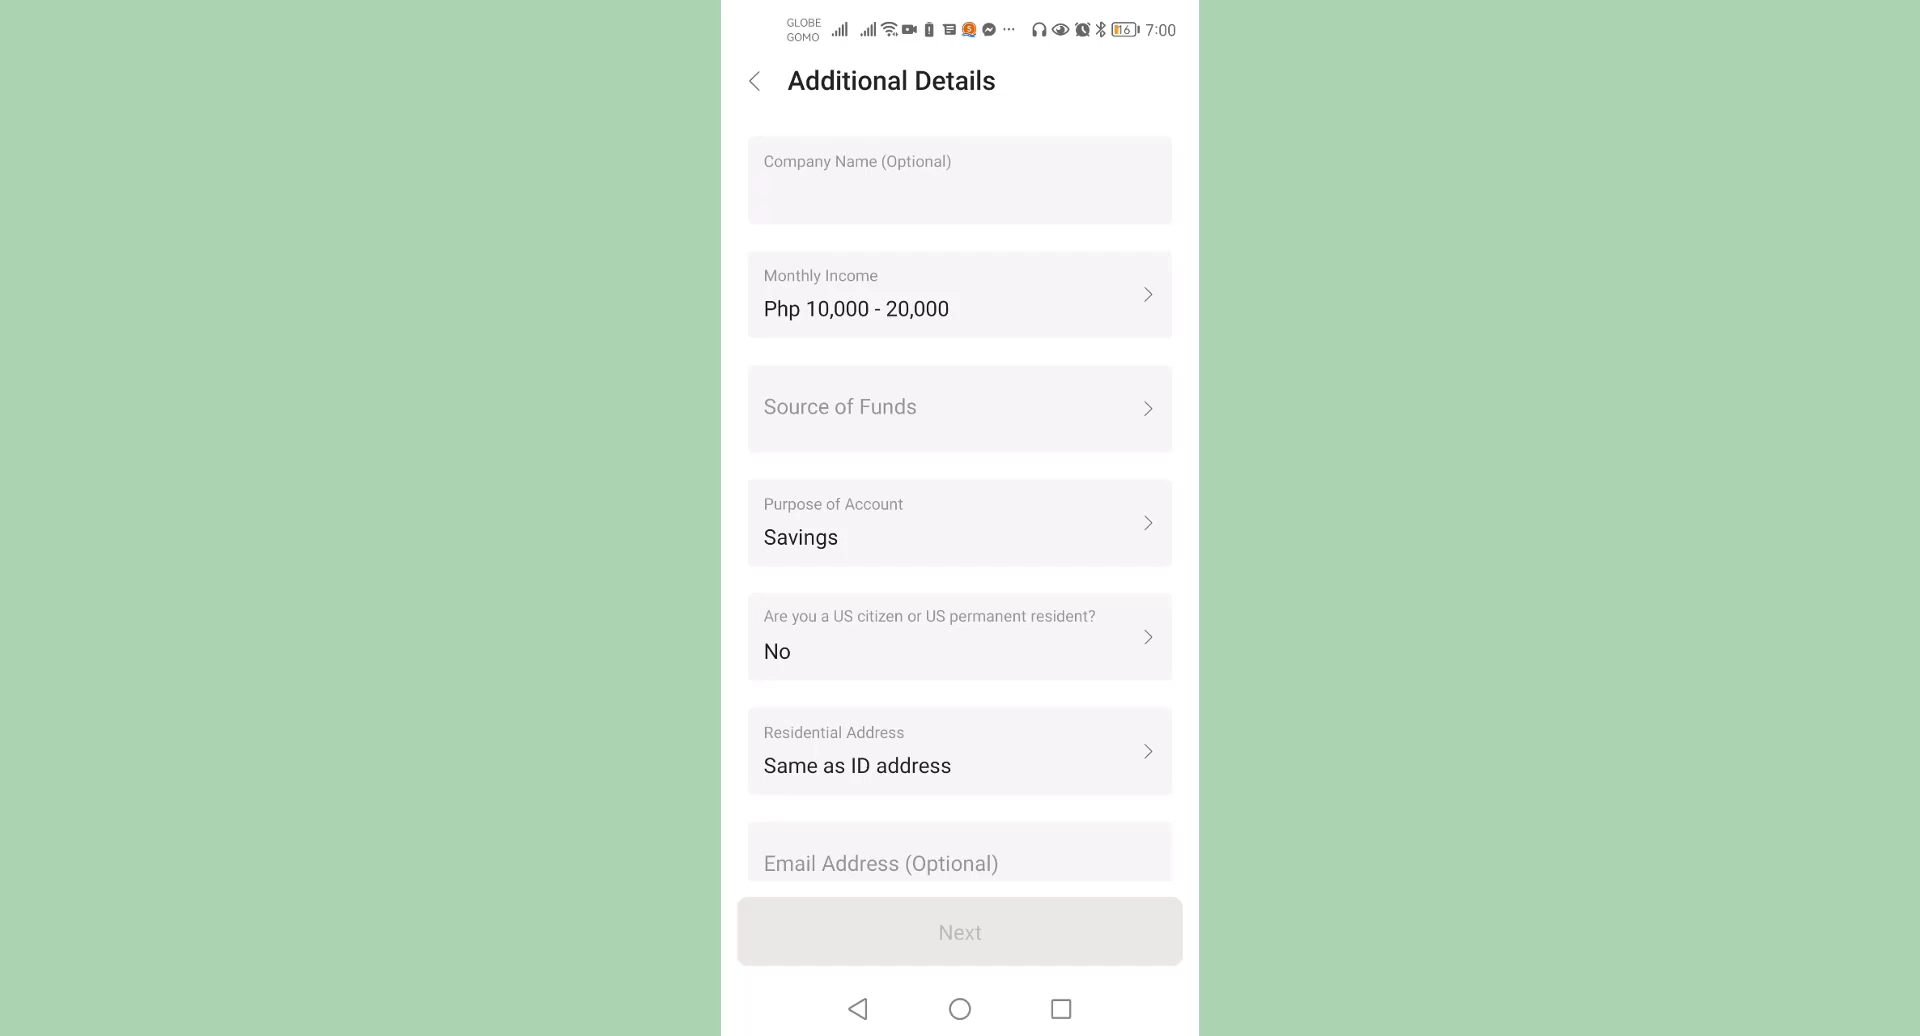 GLOBE
GOMO
16 7:00
Additional Details
Company Name (Optional)
Monthly Income
Php 10,000 - 20,000
Source of Funds
Purpose of Account
Savings
Are you a US citizen or US permanent resident?
No
Residential Address
Same as ID address
Email Address (Optional)
Next